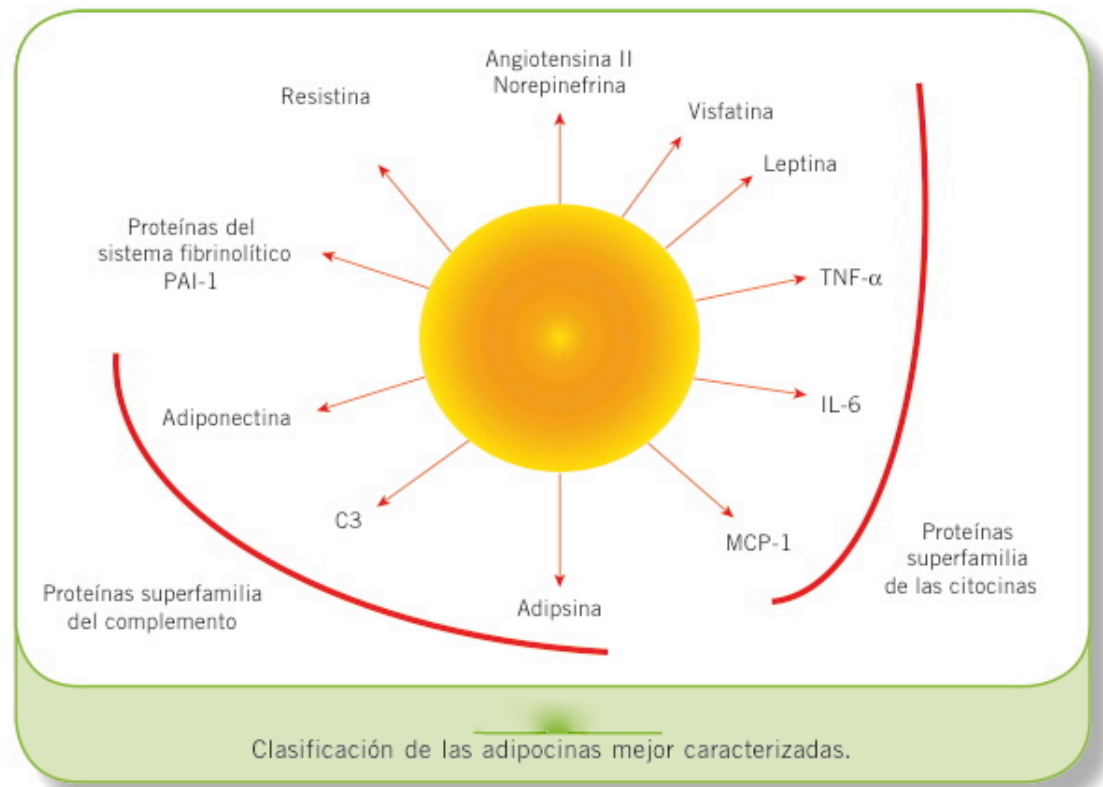 Angiotensina II
Norepinefrina
Resistina
Visfatina
Leptina
Proteínas del
sistema fibrinolítico
PAI-1
TNF-α
Adiponectina
IL-6
C3
MCP-1
Proteínas
superfamilia
de las citocinas
Proteínas superfamilia
del complemento
Adipsina
Clasificación de las adipocinas mejor caracterizadas.